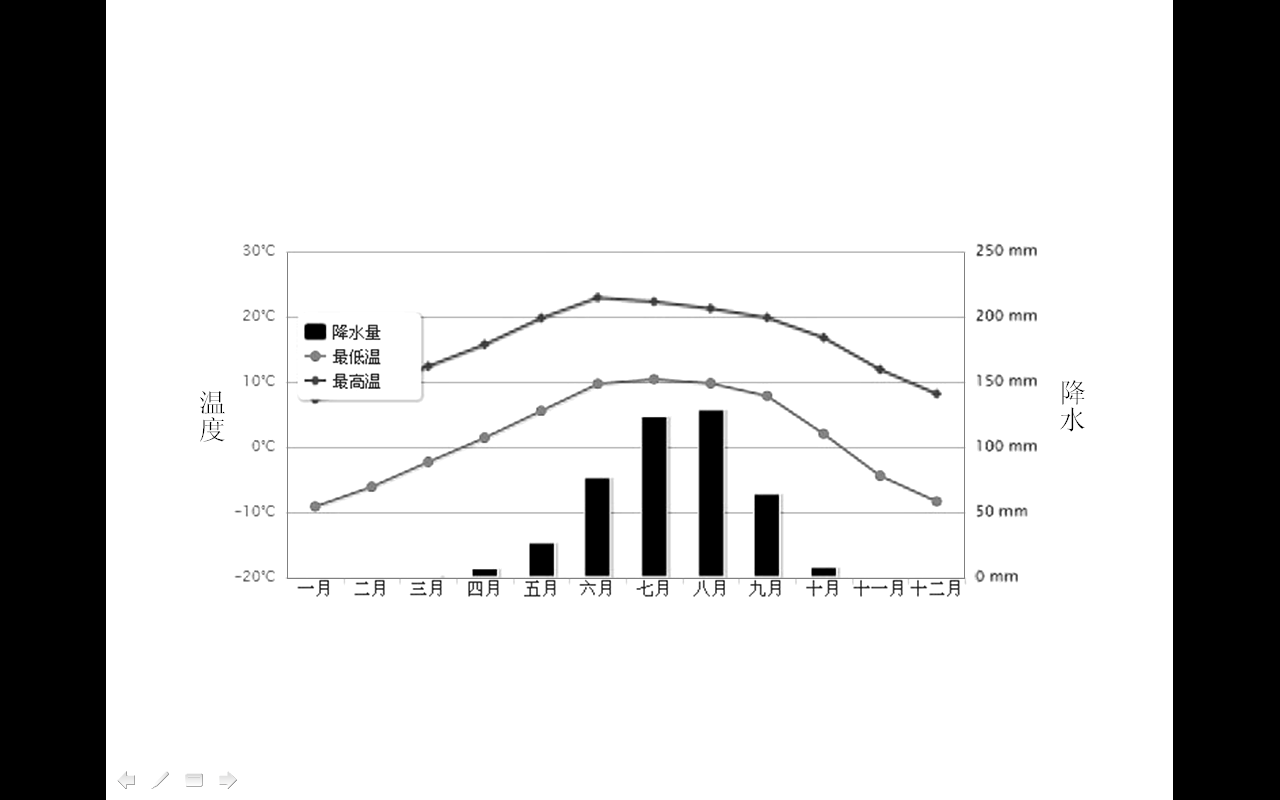 30℃
20℃
10℃
0℃
-10℃
-20℃
温度
降水量
最低温
最高温
250 mm
200 mm
150 mm
100 mm
50 mm
0 mm
降水
一月 二月 三月 四月 五月 六月 七月 八月 九月 十月 十一月 十二月